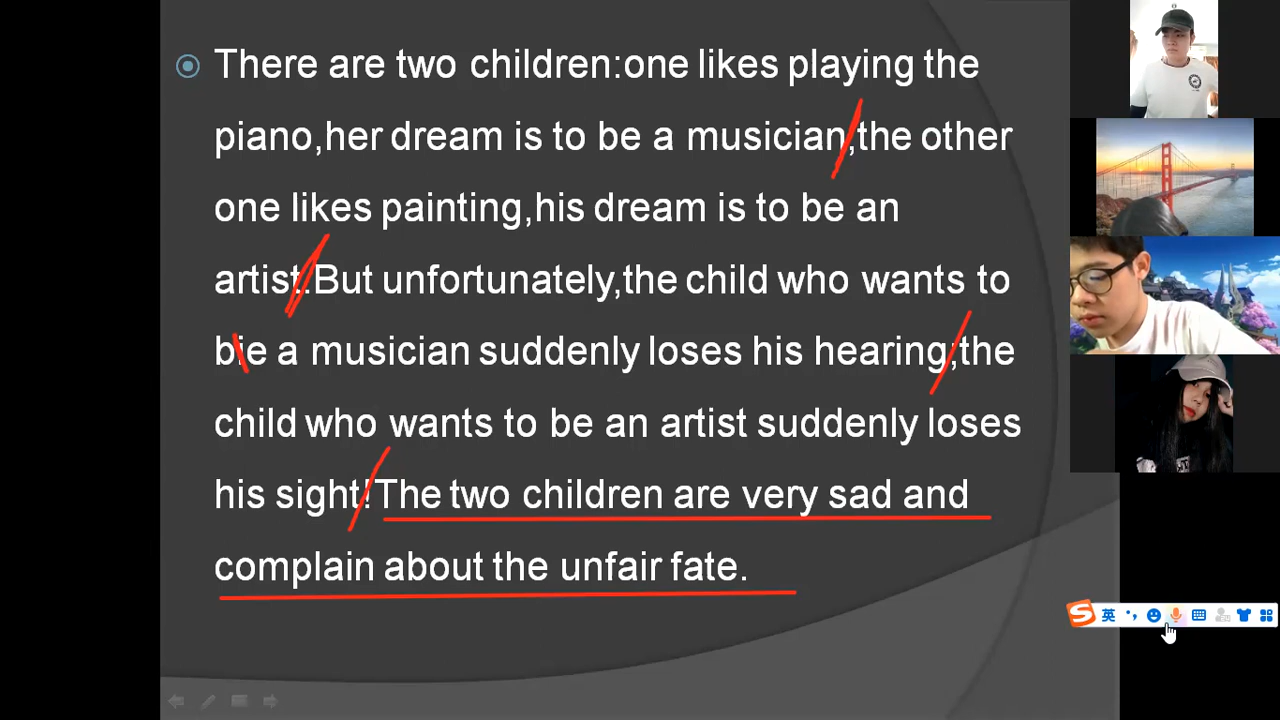 There are two children:one likes playing the
piano,her dream is to be a musician,the other
one likes painting,his dream is to be an
artist.But unfortunately,the child who wants to
bie a musician suddenly loses his hearing;the
child who wants to be an artist suddenly loses
his sight!The two children are very sad and
complain about the unfair fate.
英